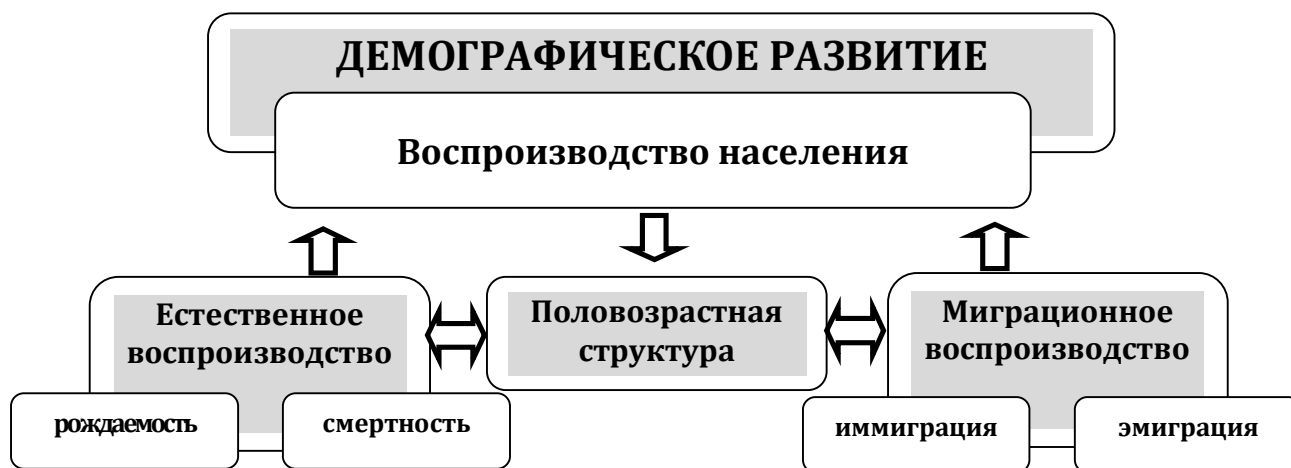 ДЕМОГРАФИЧЕСКОЕ РАЗВИТИЕ
Воспроизводство населения
Естественное
воспроизводство
рождаемость
смертность
Половозрастная
структура
Миграционное
воспроизводство
иммиграция
эмиграция